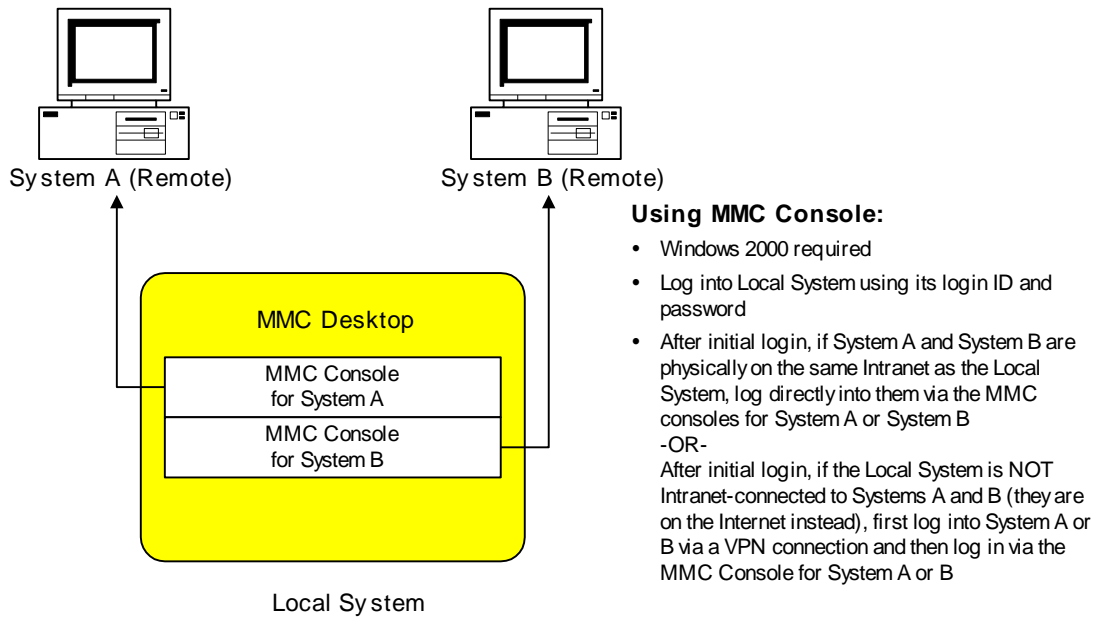 System A (Remote)
System B (Remote)
MMC Desktop
MMC Console
for System A
MMC Console
for System B
Local System
Using MMC Console:
• Windows 2000 required
• Log into Local System using its login ID and
password
• After initial login, if System A and System B are
physically on the same Intranet as the Local
System, log directly into them via the MMC
consoles for System A or System B
-OR-
After initial login, if the Local System is NOT
Intranet-connected to Systems A and B (they are
on the Internet instead), first log into System A or
B via a VPN connection and then log in via the
MMC Console for System A or B